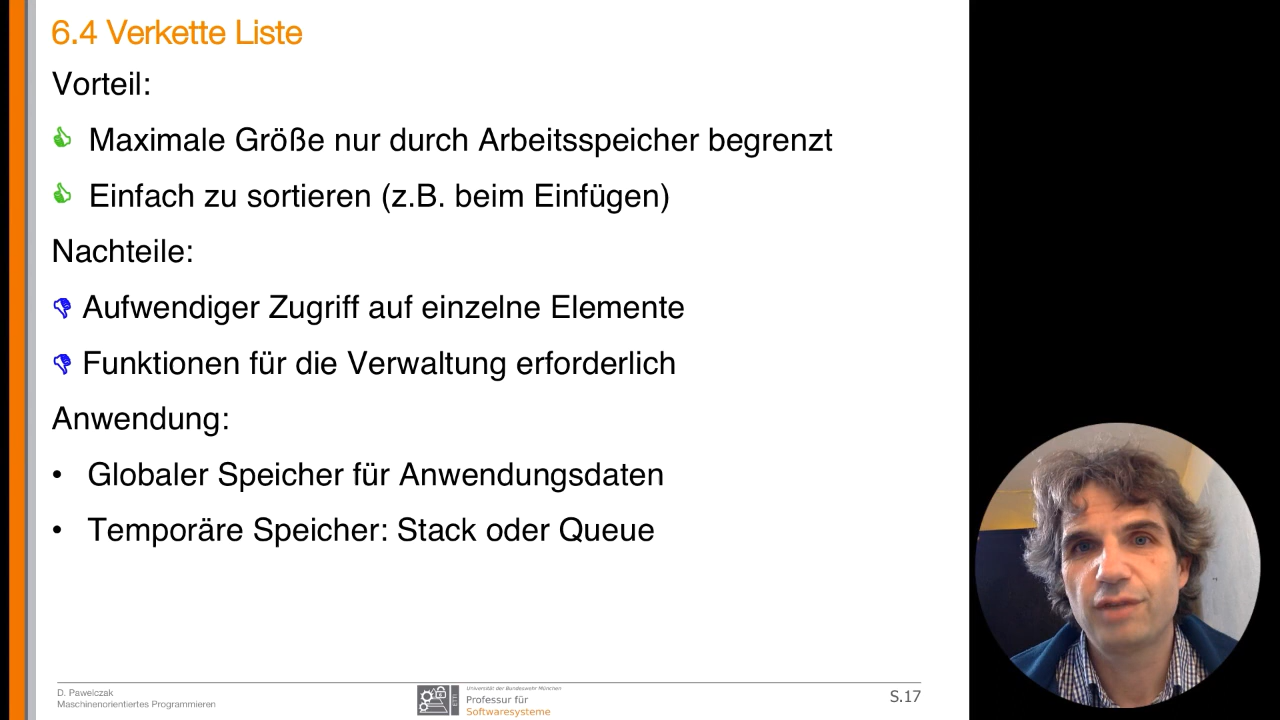 6.4 Verkette Liste
Vorteil:
Maximale Größe nur durch Arbeitsspeicher begrenzt
Einfach zu sortieren (z.B. beim Einfügen)
Nachteile:
Aufwendiger Zugriff auf einzelne Elemente
Funktionen für die Verwaltung erforderlich
Anwendung:
• Globaler Speicher für Anwendungsdaten
• Temporäre Speicher: Stack oder Queue
D. Pawelczak
Maschinenorientiertes Programmieren
ETTI
Universität der Bundeswehr München
Professur für
Softwaresysteme
S.17